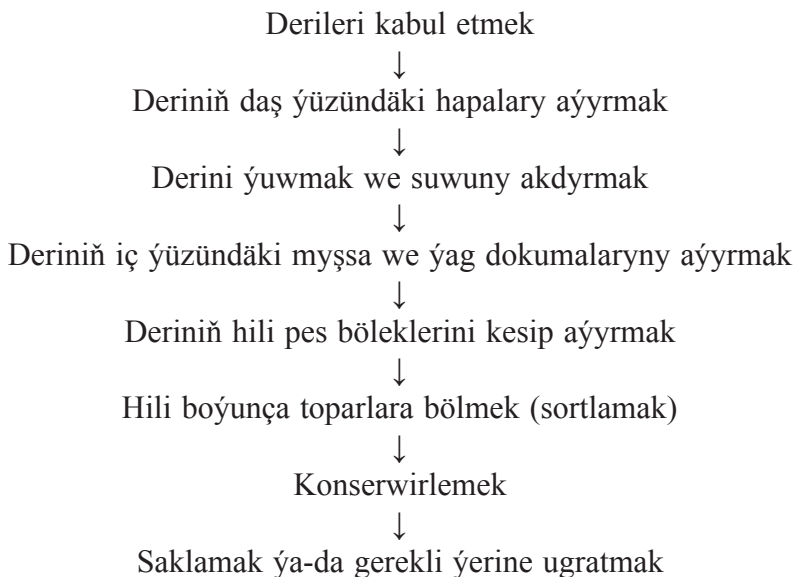 Derileri kabul etmek
↓
Deriniň daş ýüzündäki hapalary aýyrmak
↓
Derini ýuwmak we suwuny akdyrmak
↓
Deriniň iç ýüzündäki myşsa we ýag dokumalaryny aýyrmak
↓
Deriniň hili pes böleklerini kesip aýyrmak
↓
Hili boýunça toparlara bölmek (sortlamak)
↓
Konserwirlemek
↓
Saklamak ýa-da gerekli ýerine ugratmak